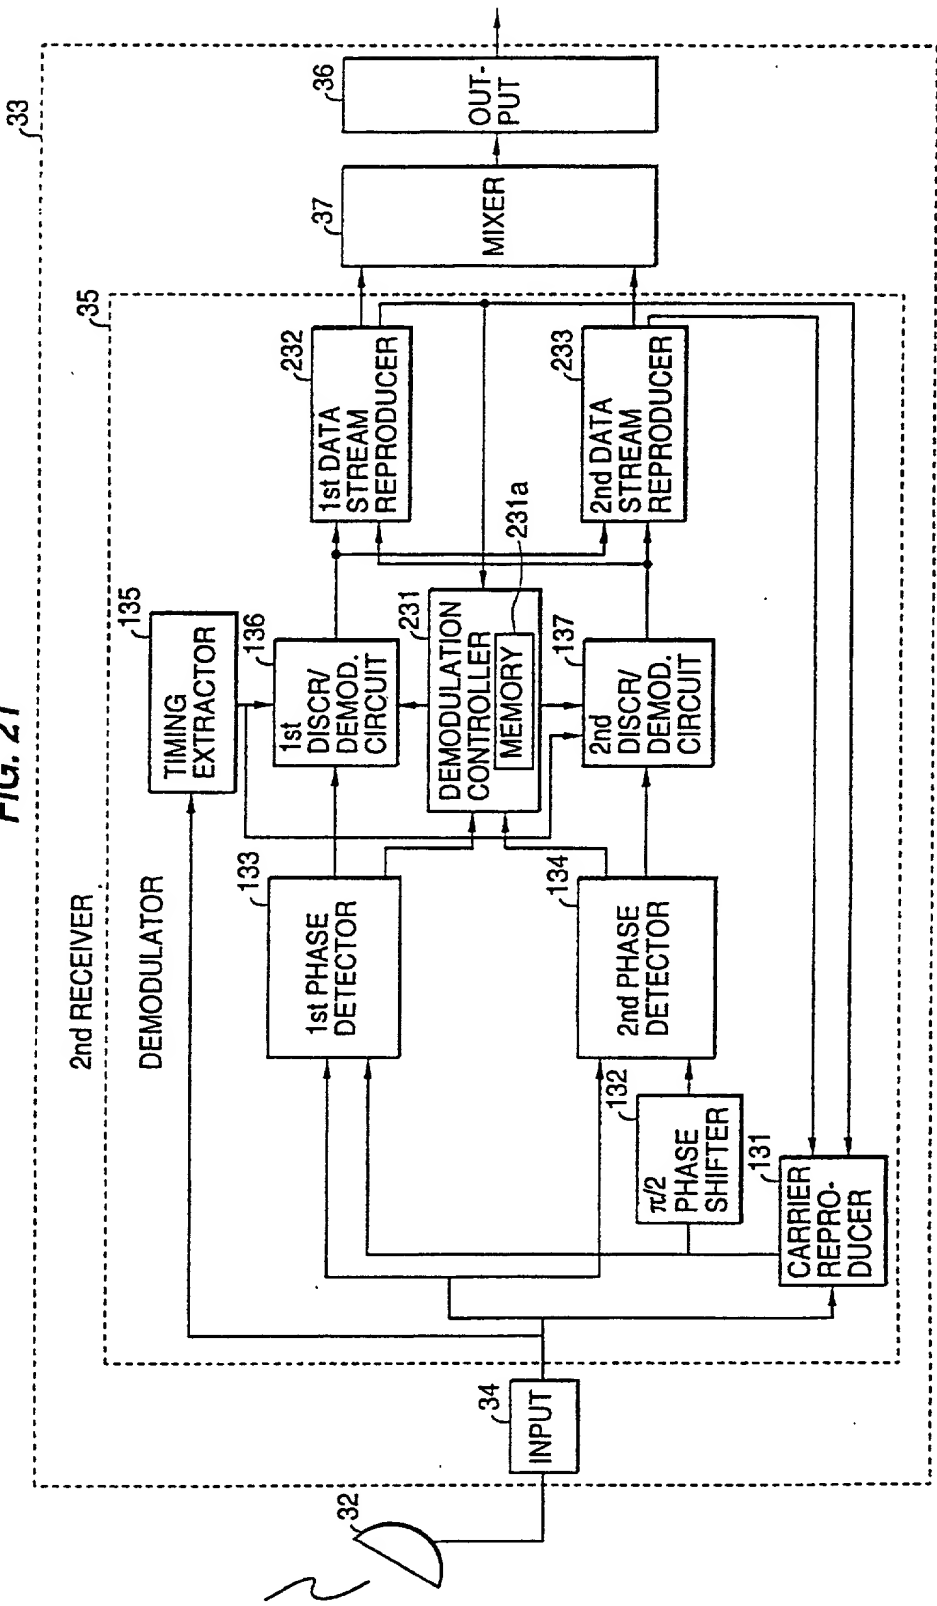 FIG. 21
33
2nd RECEIVER
35
DEMODULATOR
32
34
INPUT
135
TIMING
EXTRACTOR
133
1st PHASE
DETECTOR
136
1st
DISCR/
DEMOD.
CIRCUIT
232
1st DATA
STREAM
REPRODUCER
37
MIXER
36
OUT-
PUT
231
DEMODULATION
CONTROLLER
MEMORY
231a
134
2nd PHASE
DETECTOR
137
2nd
DISCR/
DEMOD.
CIRCUIT
233
2nd DATA
STREAM
REPRODUCER
132
π/2
PHASE
SHIFTER
131
CARRIER
REPRO-
DUCER